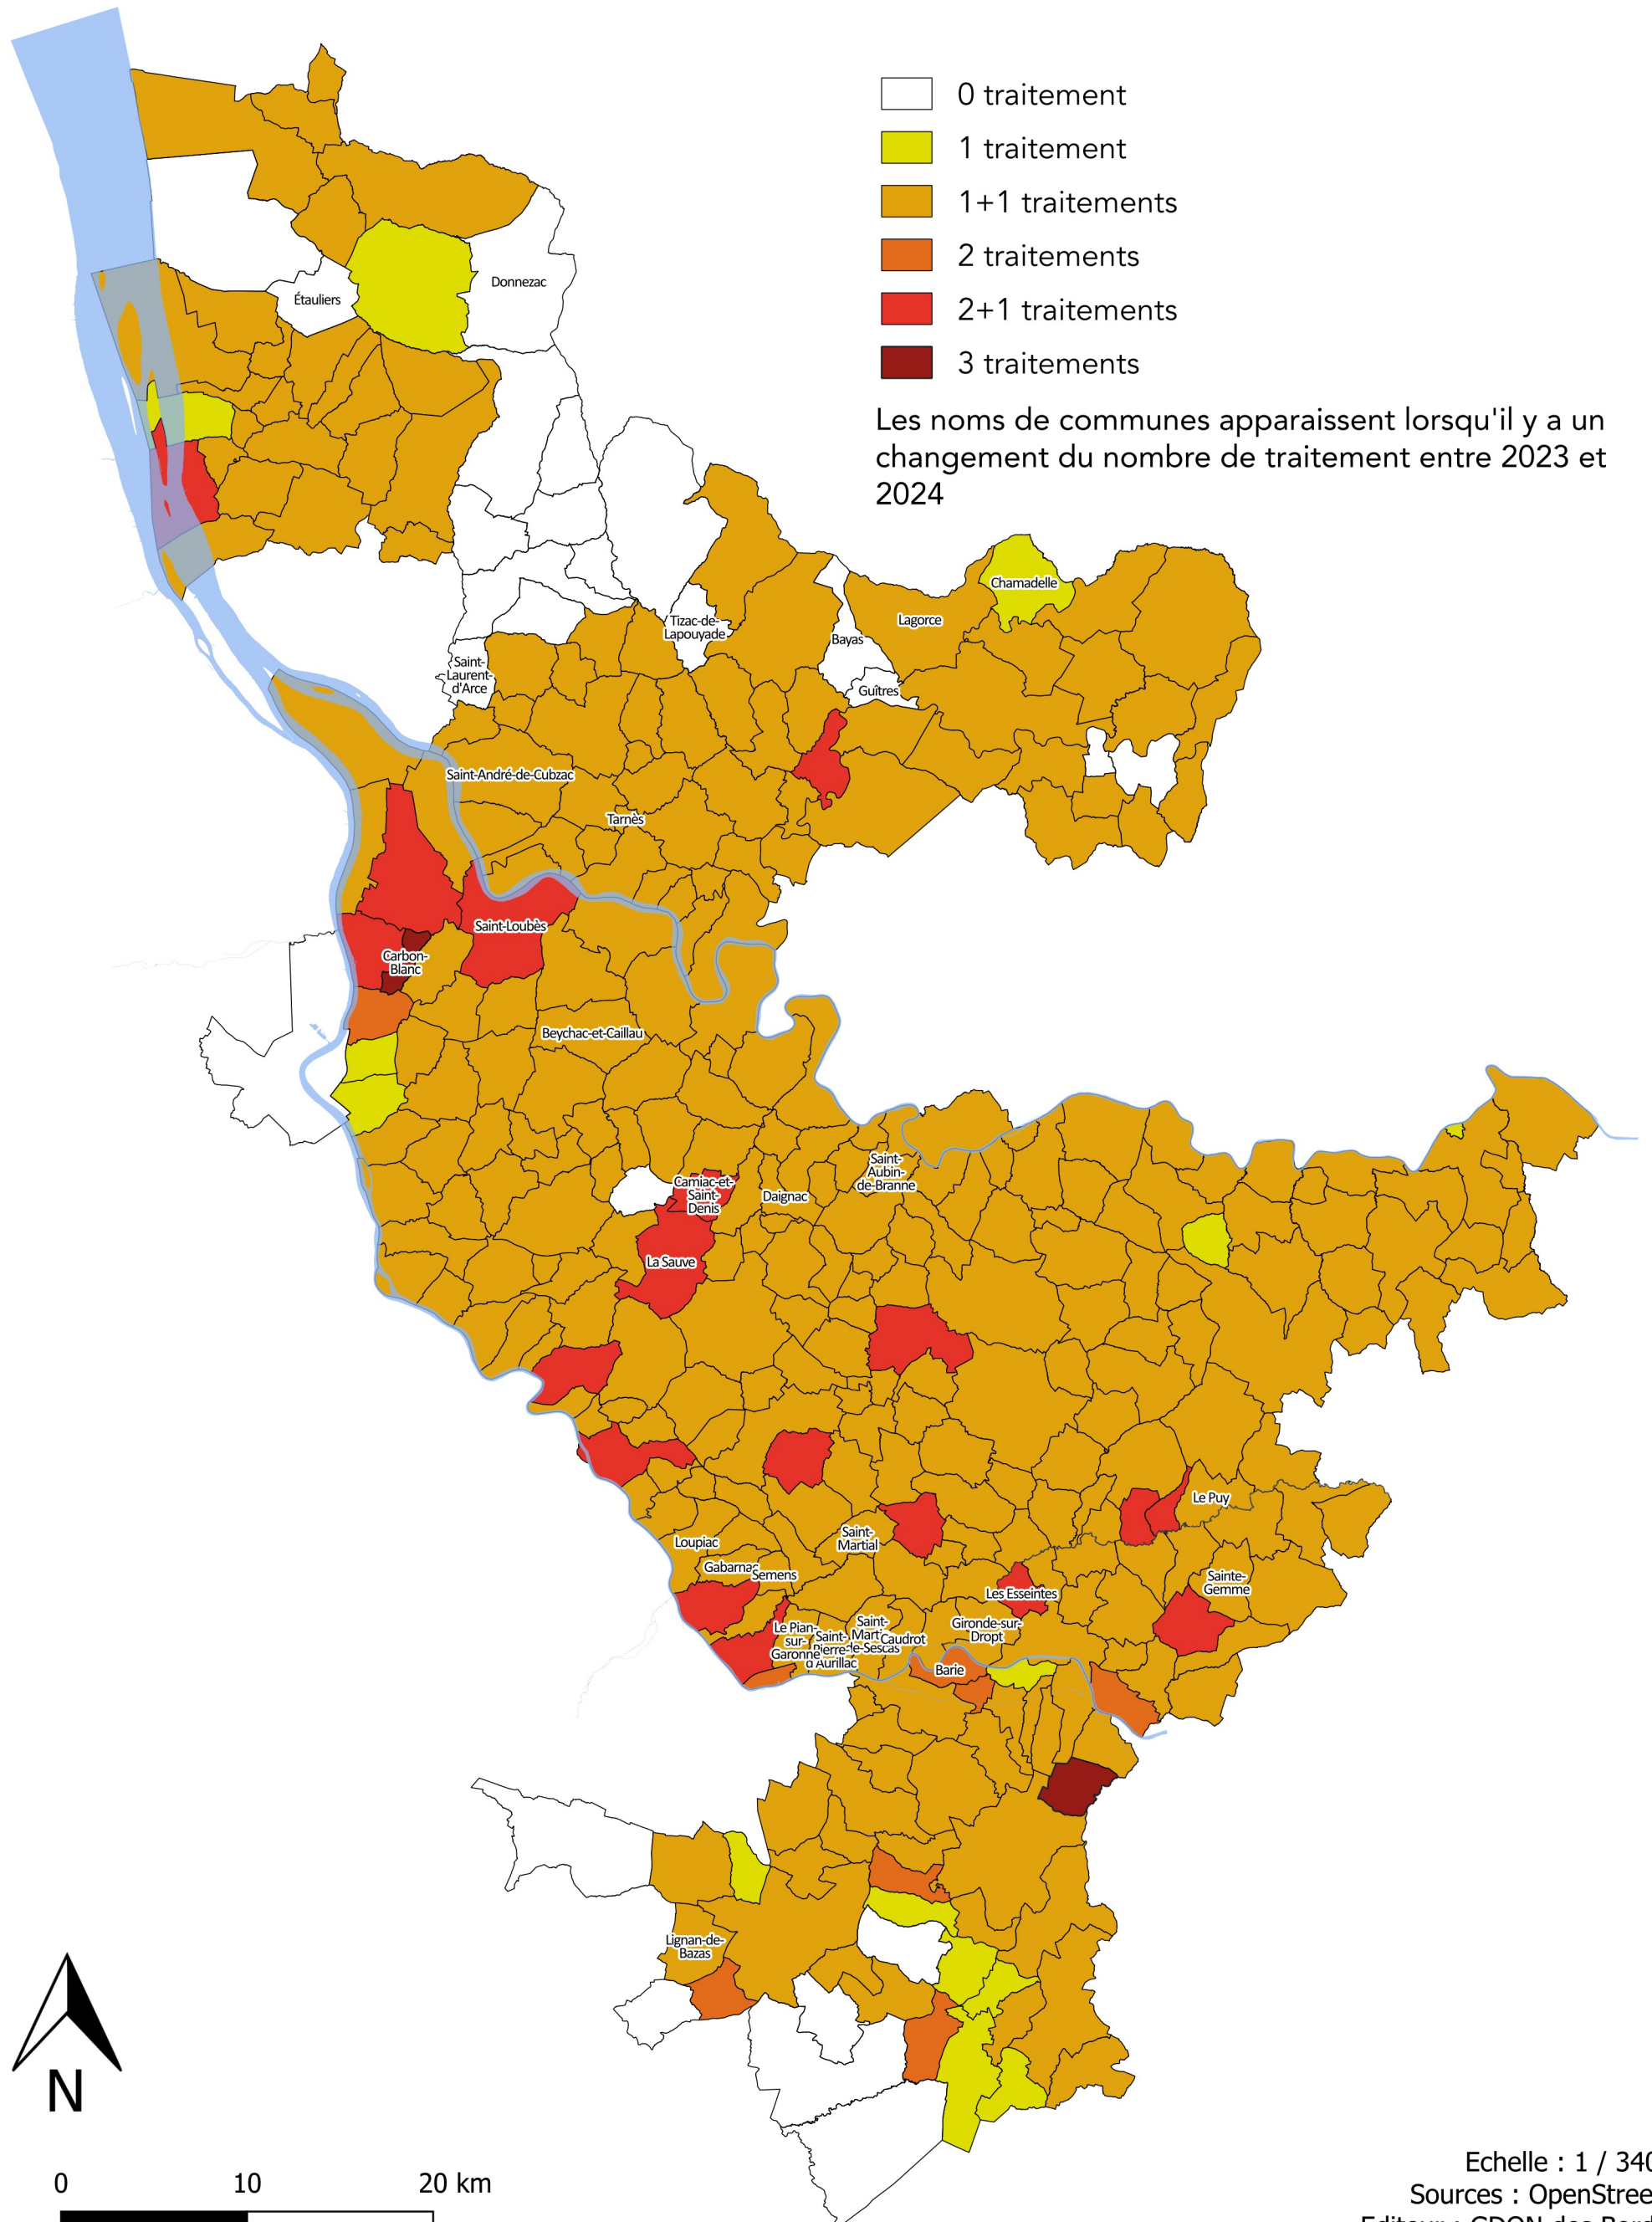 0 traitement
1 traitement
1+1 traitements
2 traitements
2+1 traitements
3 traitements
Les noms de communes apparaissent lorsqu'il y a un
changement du nombre de traitement entre 2023 et
2024
Donnezac
Étauliers
Chamadelle
Lagorce
Tizac-de-
Lapouyade
Bayas
Saint-
Laurent-
d'Arce
Guîtres
Saint-André-de-Cubzac
Tarnès
Saint-Loubès
Carbon-
Blanc
Beychac-et-Caillau
Saint-
Aubin-
de-Branne
Camiac-et-
Saint-
Denis
Daignac
La Sauve
Le Puy
Saint-
Martial
Loupiac
Gabarnac
Semens
Sainte-
Gemme
Les Esseintes
Le Pian-
sur-
Garonne
Saint-
Pierre-
d'Aurillac
Saint-
Martin-
de-Sescas
Caudrot
Gironde-sur-
Dropt
Barie
Lignan-de-
Bazas
N
0 10 20 km
Echelle : 1 / 340
Sources : OpenStree